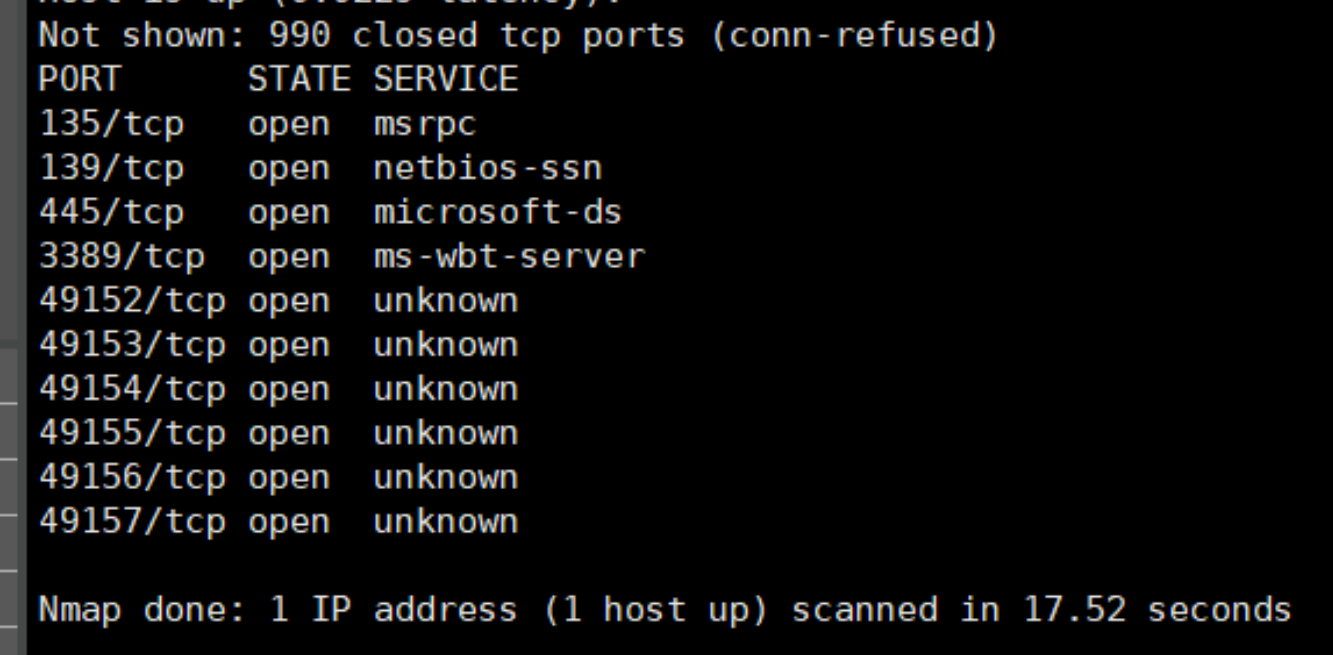 Not shown: 990 closed tcp ports (conn-refused)
PORT      STATE SERVICE
135/tcp   open  msrpc
139/tcp   open  netbios-ssn
445/tcp   open  microsoft-ds
3389/tcp  open  ms-wbt-server
49152/tcp open  unknown
49153/tcp open  unknown
49154/tcp open  unknown
49155/tcp open  unknown
49156/tcp open  unknown
49157/tcp open  unknown
Nmap done: 1 IP address (1 host up) scanned in 17.52 seconds